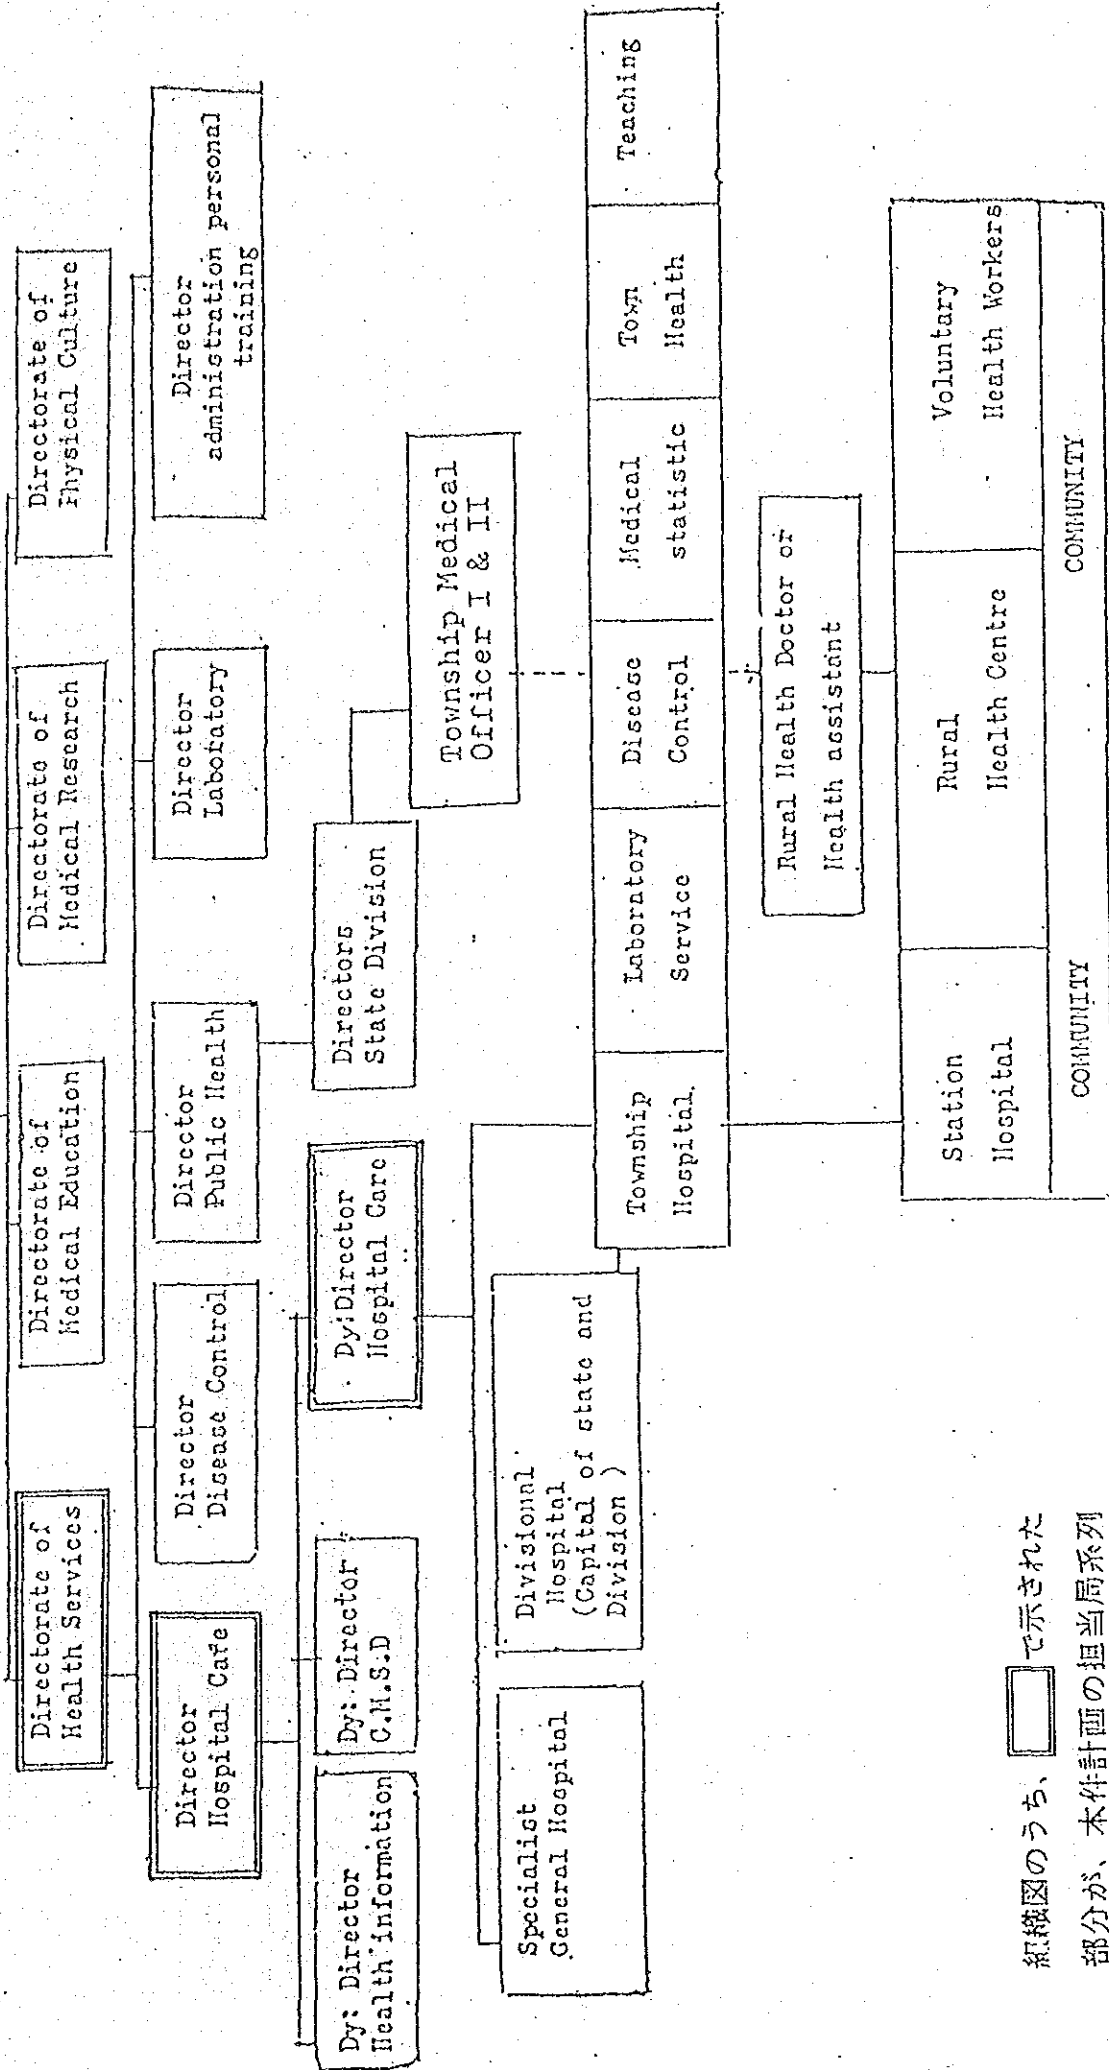 Directorate of
Health Services
Directorate of
Medical Education
Directorate of
Medical Research
Directorate of
Physical Culture
Director
Hospital Care
Director
Disease Control
Director
Public Health
Director
Laboratory
Director
administration personal
training
Dy: Director
Health information
Dy: Director
C.M.S.D
Dy: Director
Hospital Care
Directors
State Division
Township Medical
Officer I & II
Specialist
General Hospital
Divisional
Hospital
(Capital of state and
Division )
Township
Hospital.
Laboratory
Service
Disease
Control
Medical
statistic
Town
Health
Teaching
Rural Health Doctor or
Health assistant
Station
Hospital
Rural
Health Centre
Voluntary
Health Workers
COMMUNITY
COMMUNITY
組織図のうち、 で示された
部分が、本件計画の担当局系列